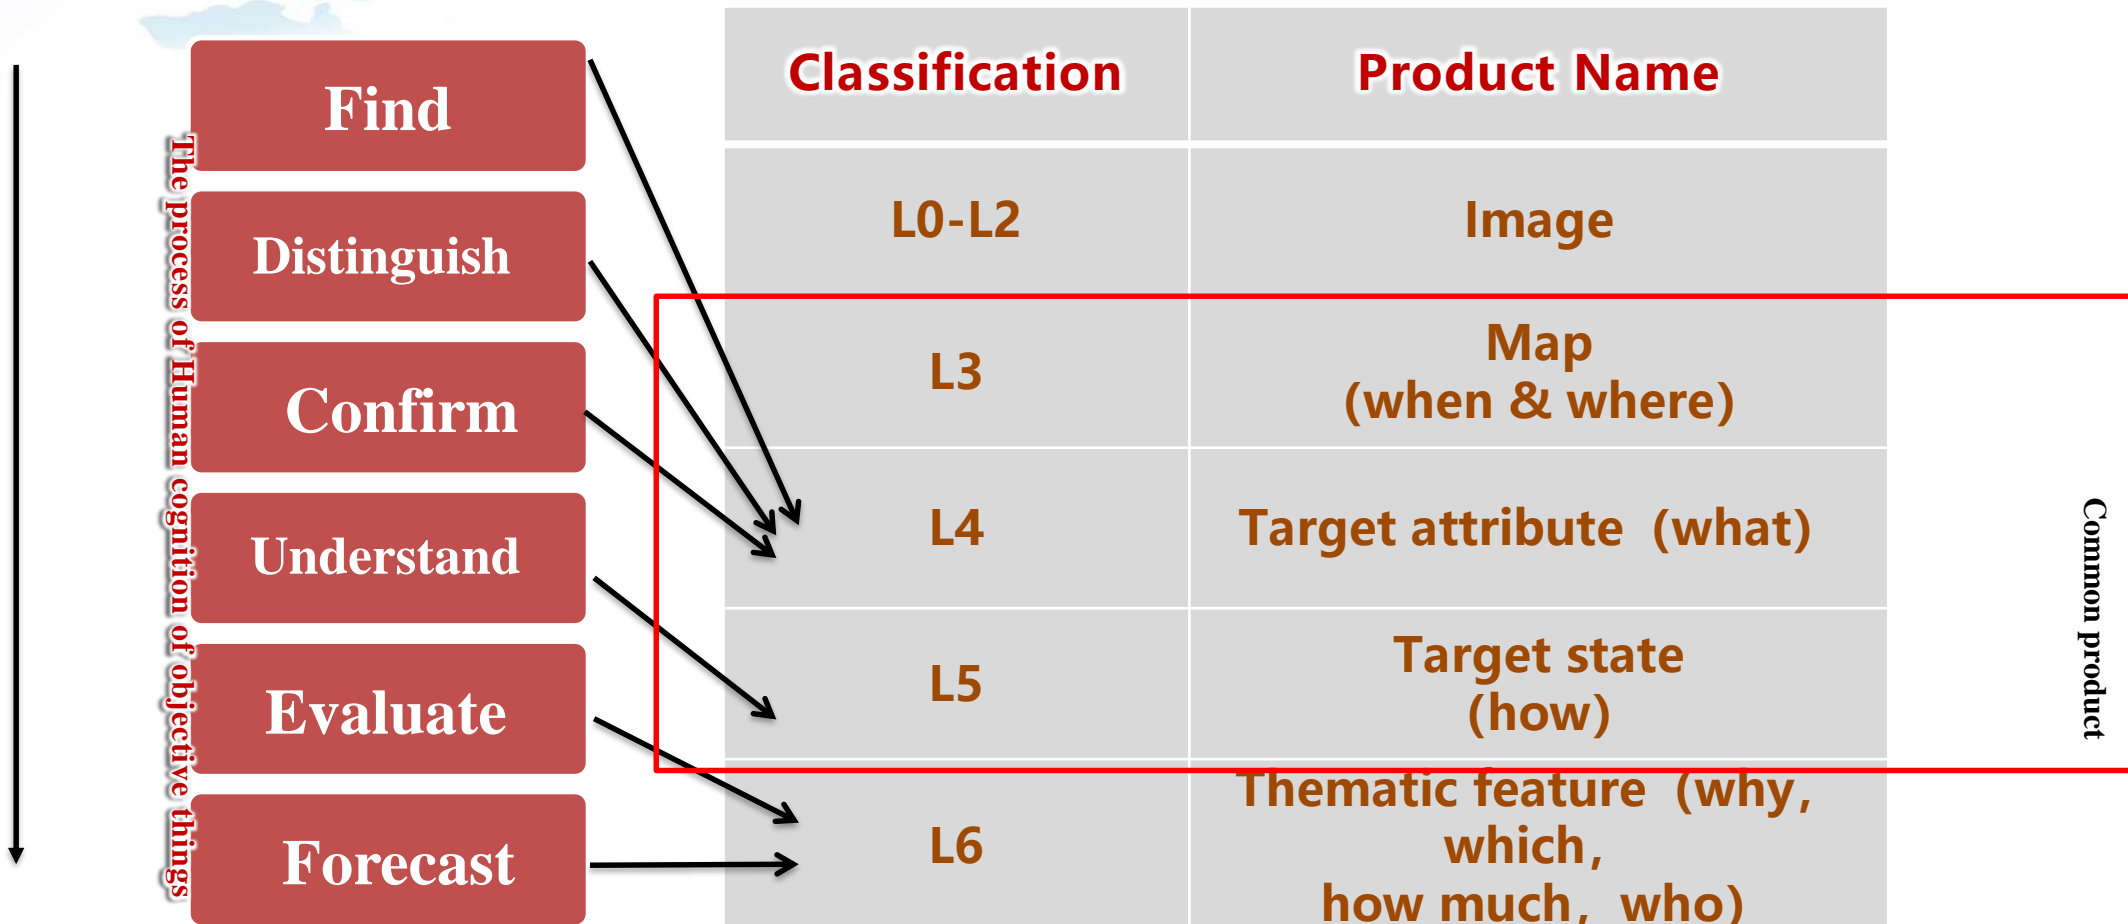 The process of Human cognition of objective things
Find
Distinguish
Confirm
Understand
Evaluate
Forecast
Classification
Product Name
L0-L2
Image
L3
Map
(when & where)
L4
Target attribute (what)
L5
Target state
(how)
L6
Thematic feature (why,
which,
how much, who)
Common product